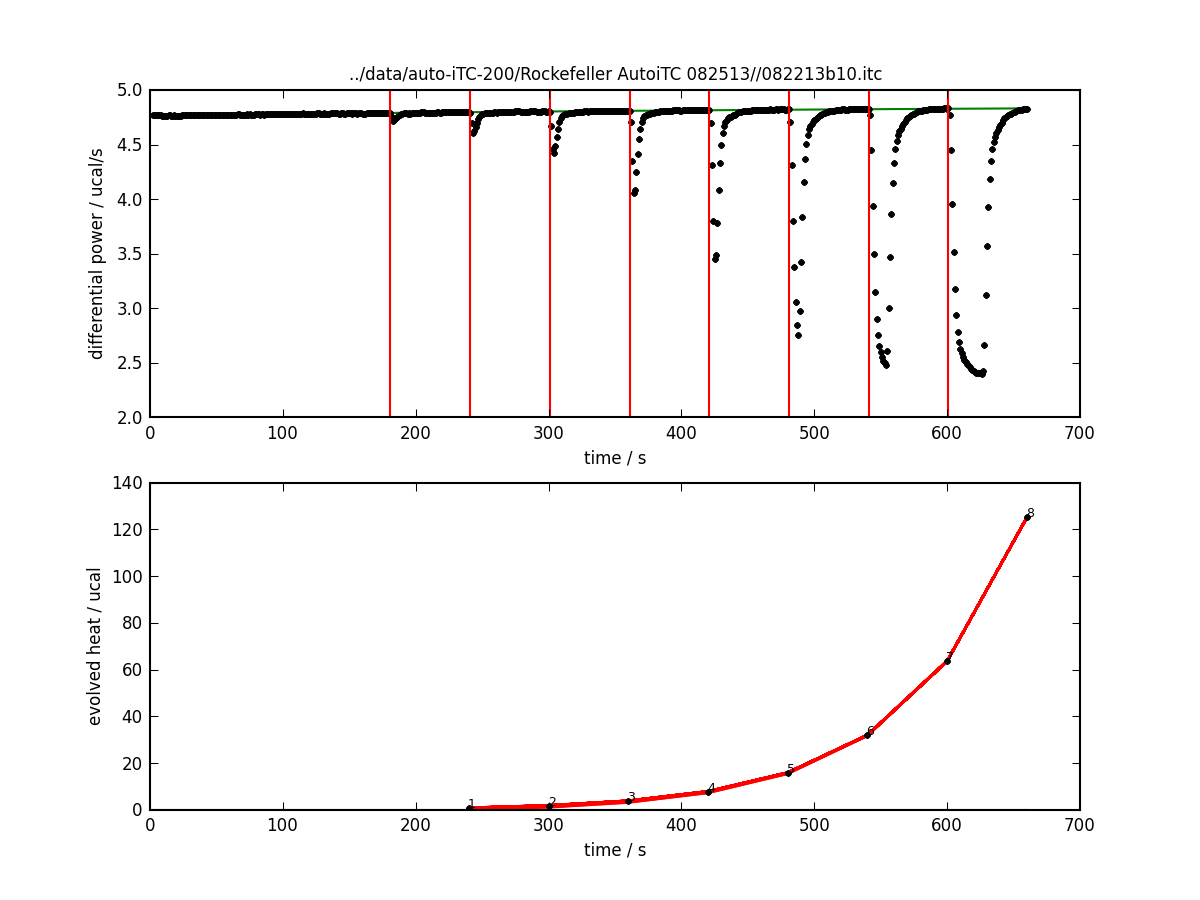 ../data/auto-iTC-200/Rockefeller AutoiTC 082513//082213b10.itc
differential power / ucal/s
5.0
4.5
4.0
3.5
3.0
2.5
2.0
0 100 200 300 400 500 600 700
time / s
evolved heat / ucal
140
120
100
80
60
40
20
0
1 2 3 4 5 6 7 8
0 100 200 300 400 500 600 700
time / s